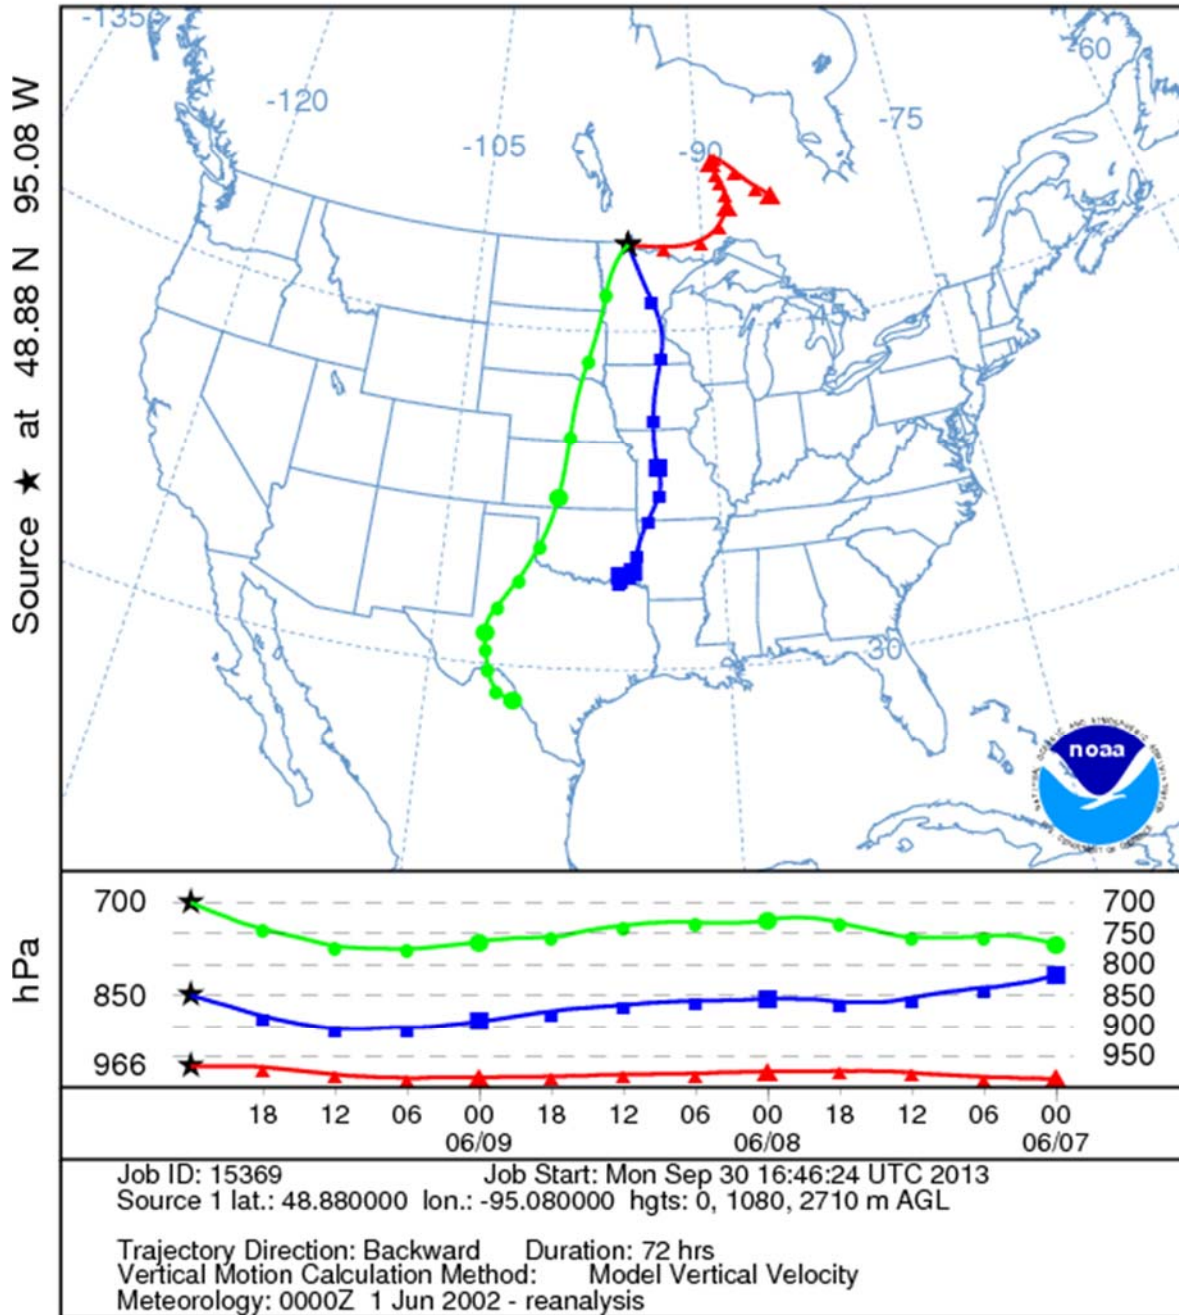 Source ★ at 48.88 N 95.08 W
-135
-120
-105
-90
-75
-60
45
30
noaa
hPa
700 700
750
800
850 850
900
950
966
18 12 06 00 18 12 06 00 18 12 06 00
06/09 06/08 06/07
Job ID: 15369 Job Start: Mon Sep 30 16:46:24 UTC 2013
Source 1 lat.: 48.880000 lon.: -95.080000 hgts: 0, 1080, 2710 m AGL
Trajectory Direction: Backward Duration: 72 hrs
Vertical Motion Calculation Method: Model Vertical Velocity
Meteorology: 0000Z 1 Jun 2002 - reanalysis